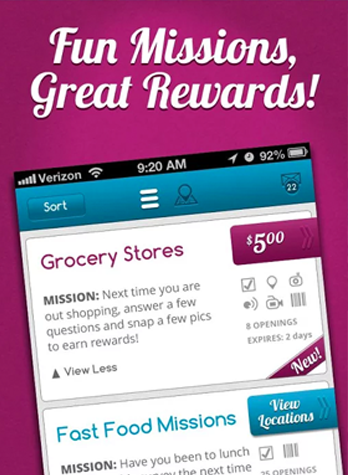 Fun Missions,
Great Rewards!
Verizon 9:20 AM 92%
Sort 22
Grocery Stores $5.00
MISSION: Next time you are
out shopping, answer a few
questions and snap a few pics
to earn rewards!
8 OPENINGS
EXPIRES: 2 days
▲ View Less
New!
Fast Food Missions
View
Locations
MISSION: Have you been to lunch
the next time
25 OPENINGS